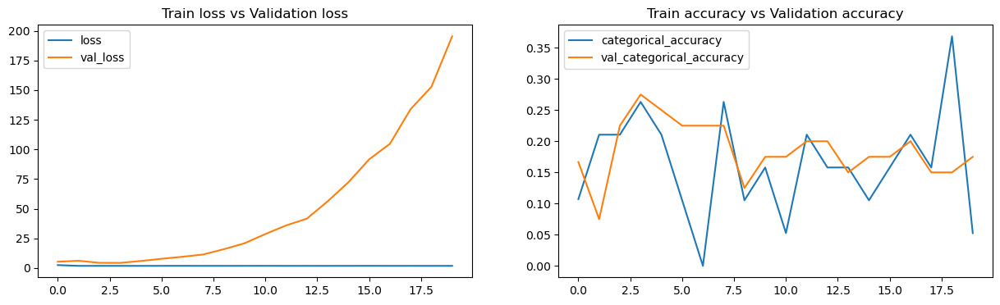 Train loss vs Validation loss
200
175
150
125
100
75
50
25
0
0.0 2.5 5.0 7.5 10.0 12.5 15.0 17.5
loss
val_loss
Train accuracy vs Validation accuracy
0.35
0.30
0.25
0.20
0.15
0.10
0.05
0.00
0.0 2.5 5.0 7.5 10.0 12.5 15.0 17.5
categorical_accuracy
val_categorical_accuracy